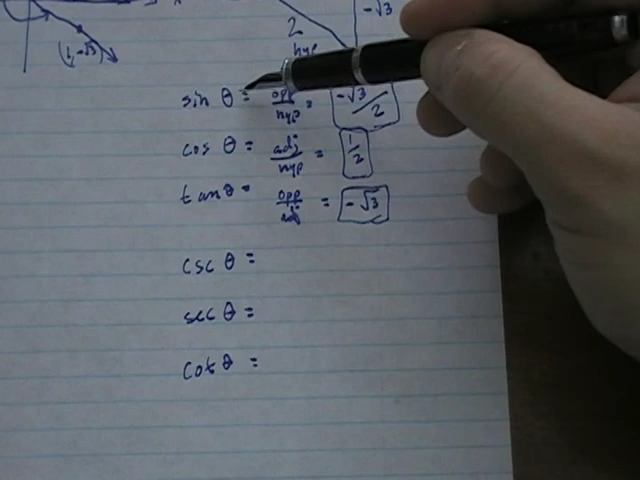 -√3
2
hyp
(1,-√3)
sin θ = opp/hyp = -√3/2
cos θ = adj/hyp = 1/2
tan θ = opp/adj = -√3
csc θ =
sec θ =
cot θ =